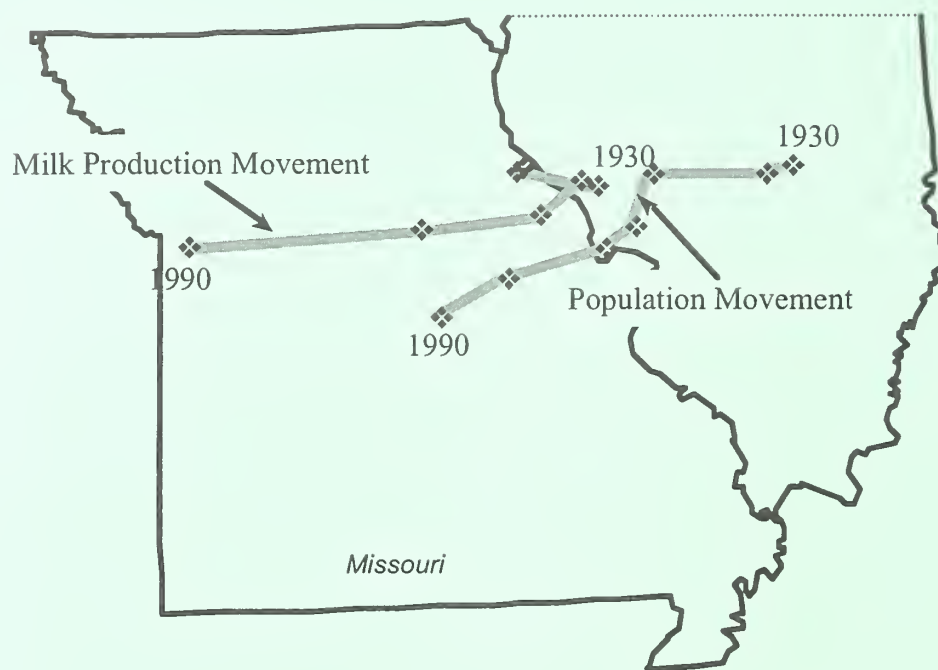 1930
1930
Milk Production Movement
1990
Population Movement
1990
Missouri